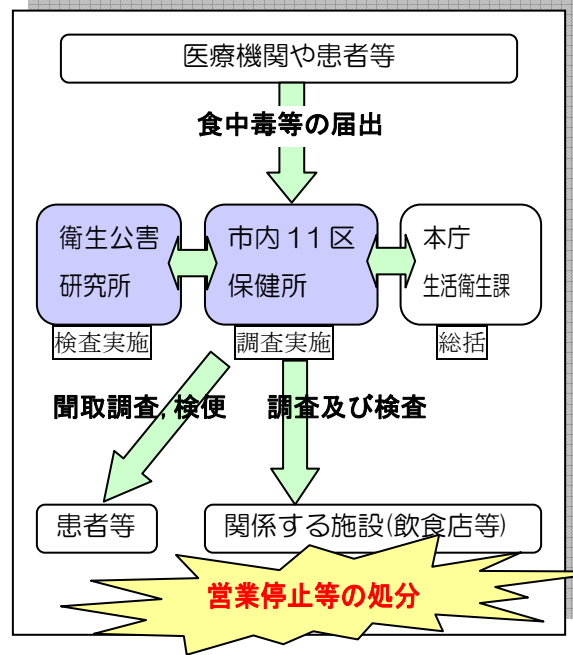 医療機関や患者等
食中毒等の届出
衛生公害
研究所
市内11区
保健所
本庁
生活衛生課
検査実施
調査実施
総括
聞取調査,検便
調査及び検査
患者等
関係する施設(飲食店等)
営業停止等の処分